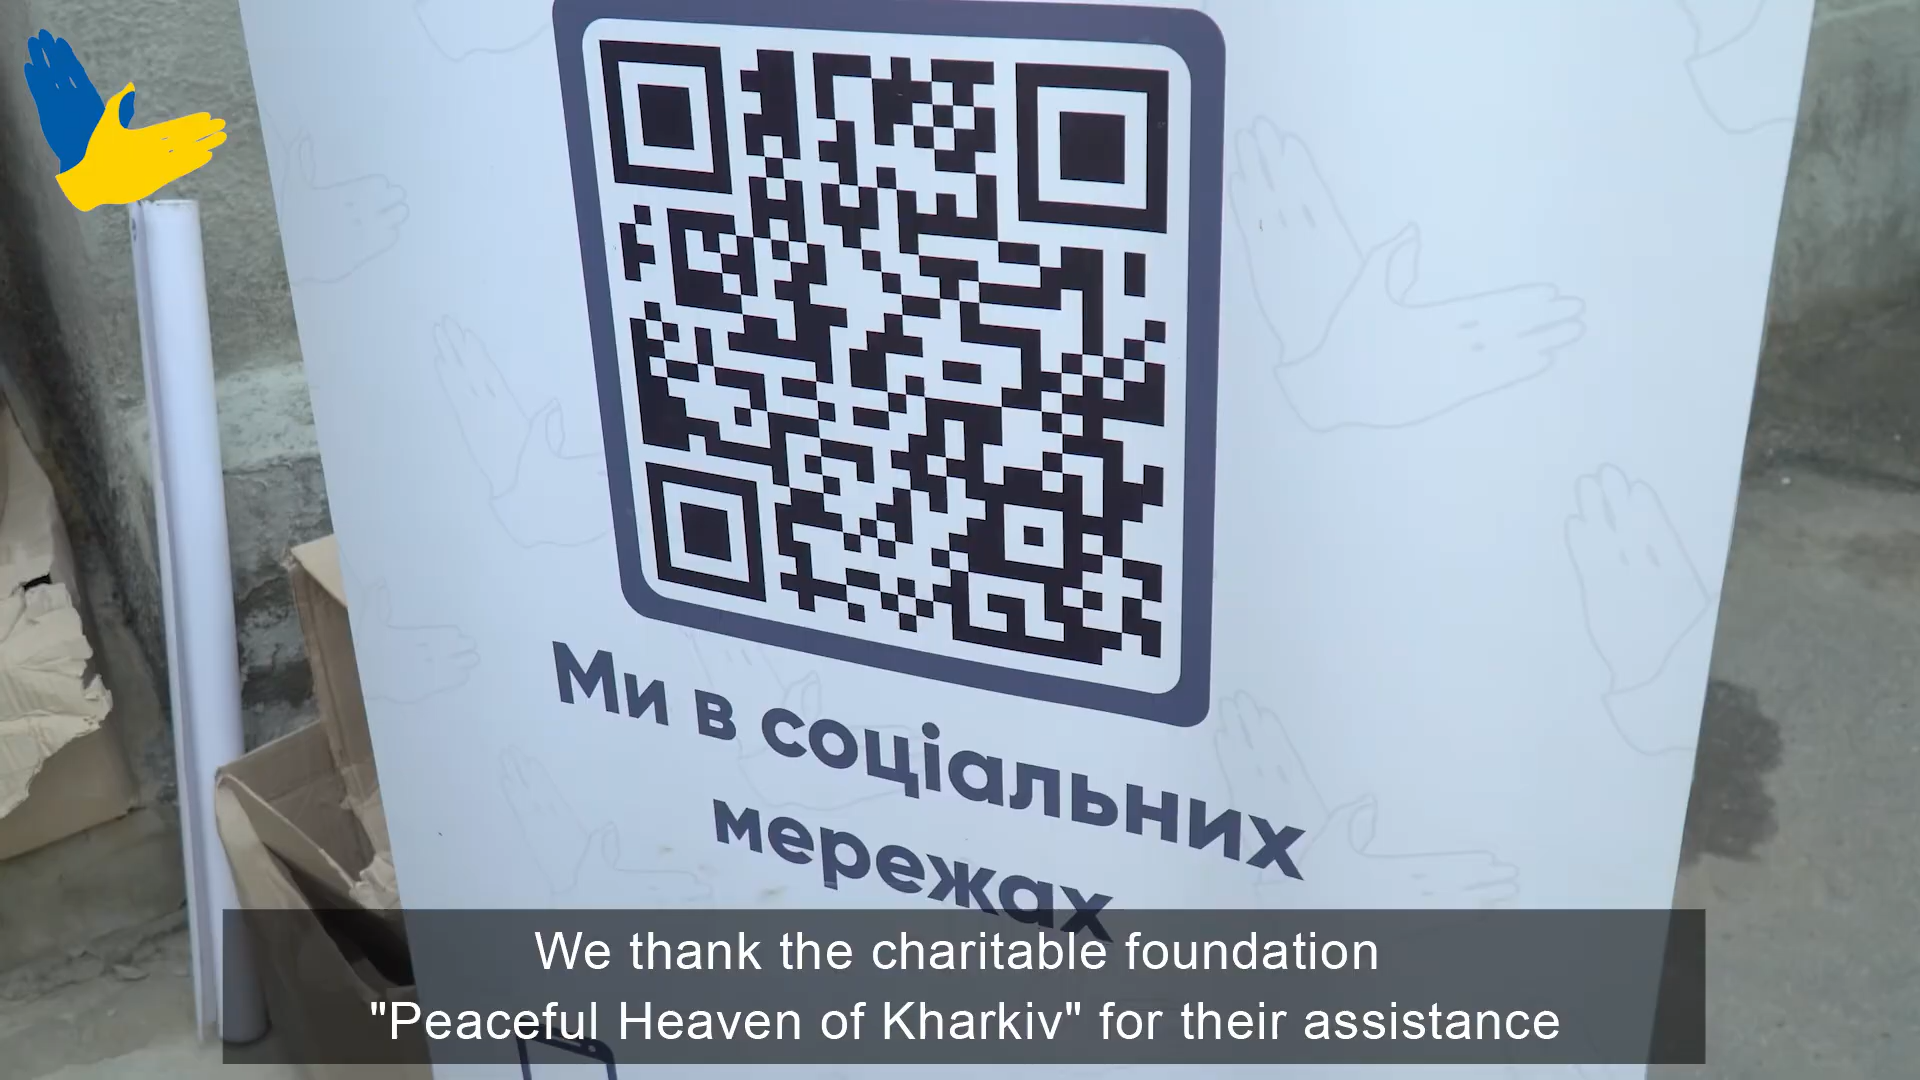 Ми в соціальних
мережах
We thank the charitable foundation
"Peaceful Heaven of Kharkiv" for their assistance